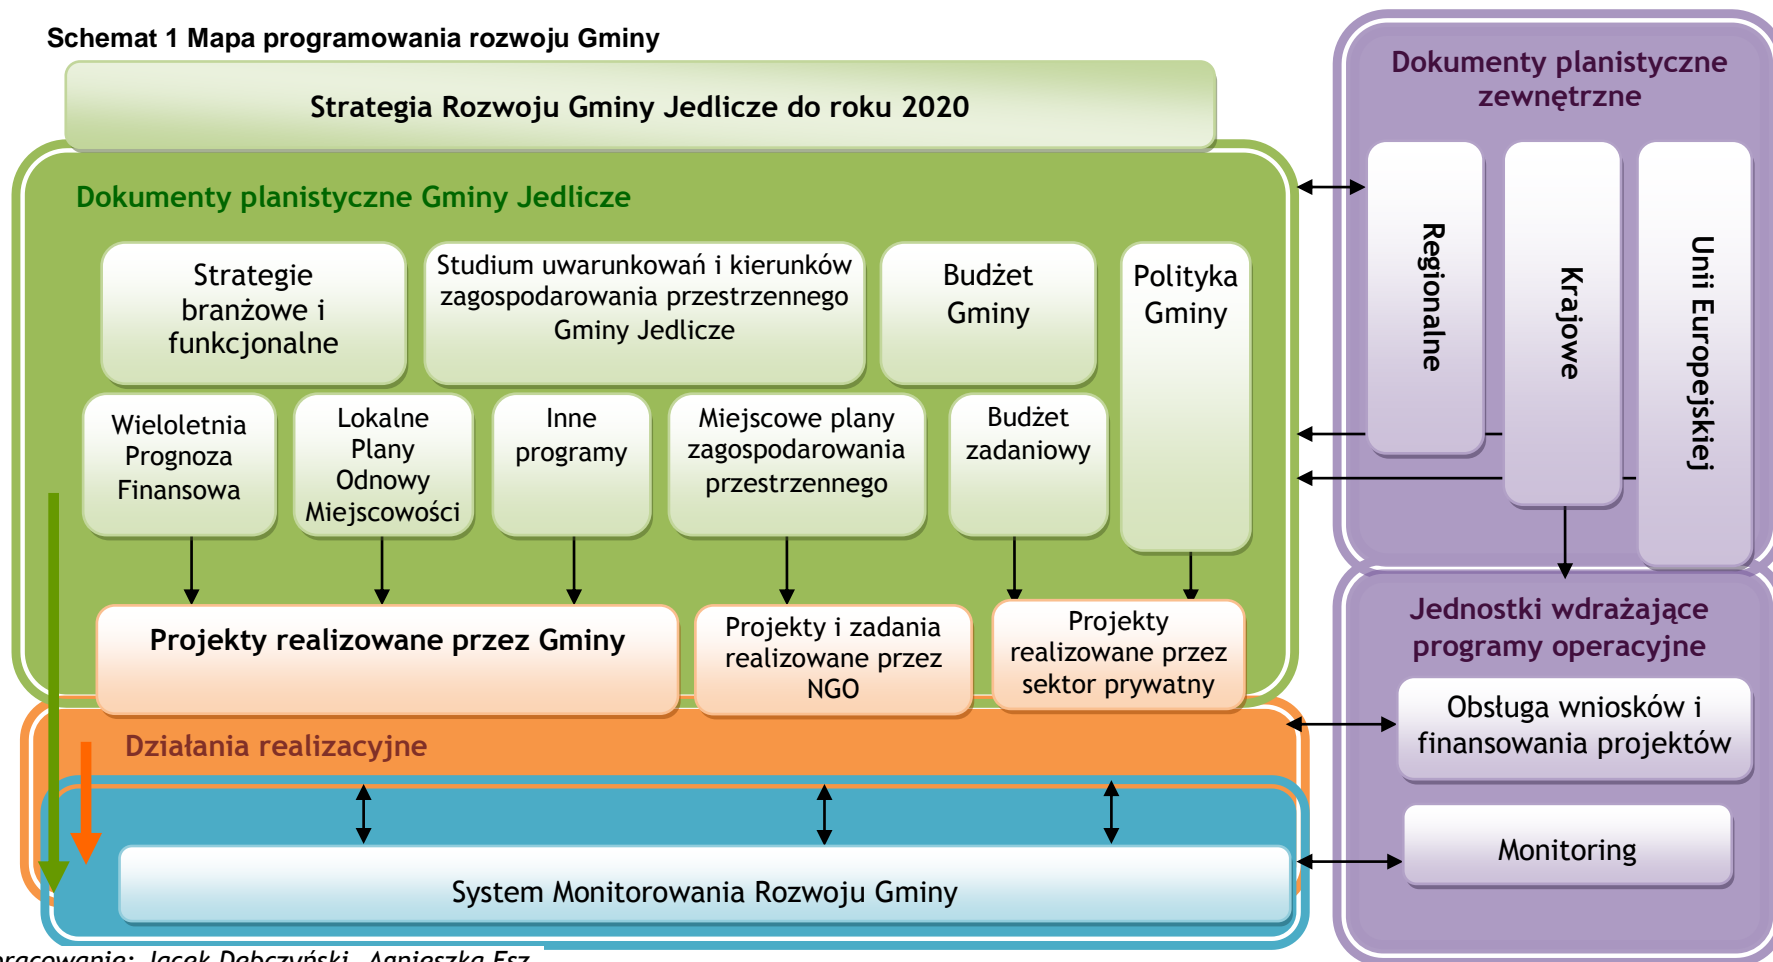 Schemat 1 Mapa programowania rozwoju Gminy
Strategia Rozwoju Gminy Jedlicze do roku 2020
Dokumenty planistyczne Gminy Jedlicze
Strategie
branżowe i
funkcjonalne
Studium uwarunkowań i kierunków
zagospodarowania przestrzennego
Gminy Jedlicze
Budżet
Gminy
Polityka
Gminy
Wieloletnia
Prognoza
Finansowa
Lokalne
Plany
Odnowy
Miejscowości
Inne
programy
Miejscowe plany
zagospodarowania
przestrzennego
Budżet
zadaniowy
Projekty realizowane przez Gminy
Projekty i zadania
realizowane przez
NGO
Projekty
realizowane przez
sektor prywatny
Działania realizacyjne
System Monitorowania Rozwoju Gminy
Dokumenty planistyczne
zewnętrzne
Regionalne
Krajowe
Unii Europejskiej
Jednostki wdrażające
programy operacyjne
Obsługa wniosków i
finansowania projektów
Monitoring
Jacek Dębczyński, Agnieszka